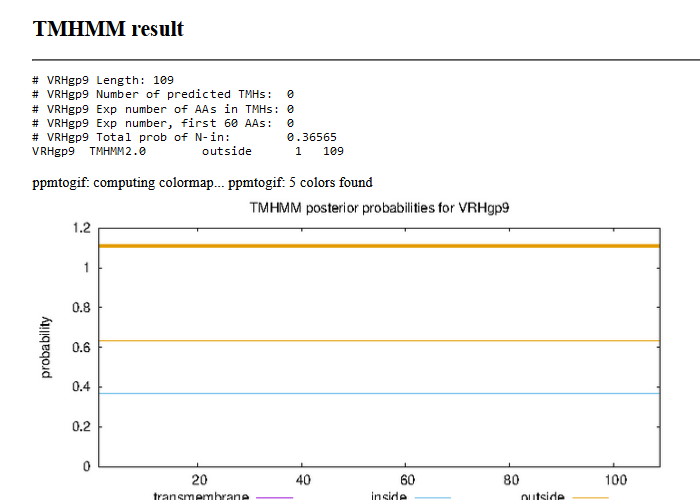 TMHMM result
# VRHgp9 Length: 109
# VRHgp9 Number of predicted TMHs: 0
# VRHgp9 Exp number of AAs in TMHs: 0
# VRHgp9 Exp number, first 60 AAs: 0
# VRHgp9 Total prob of N-in: 0.36565
VRHgp9 TMHMM2.0 outside 1 109
ppmtogif: computing colormap... ppmtogif: 5 colors found
TMHMM posterior probabilities for VRHgp9
1.2
1
0.8
0.6
0.4
0.2
0
probability
20 40 60 80 100
transmembrane inside outside